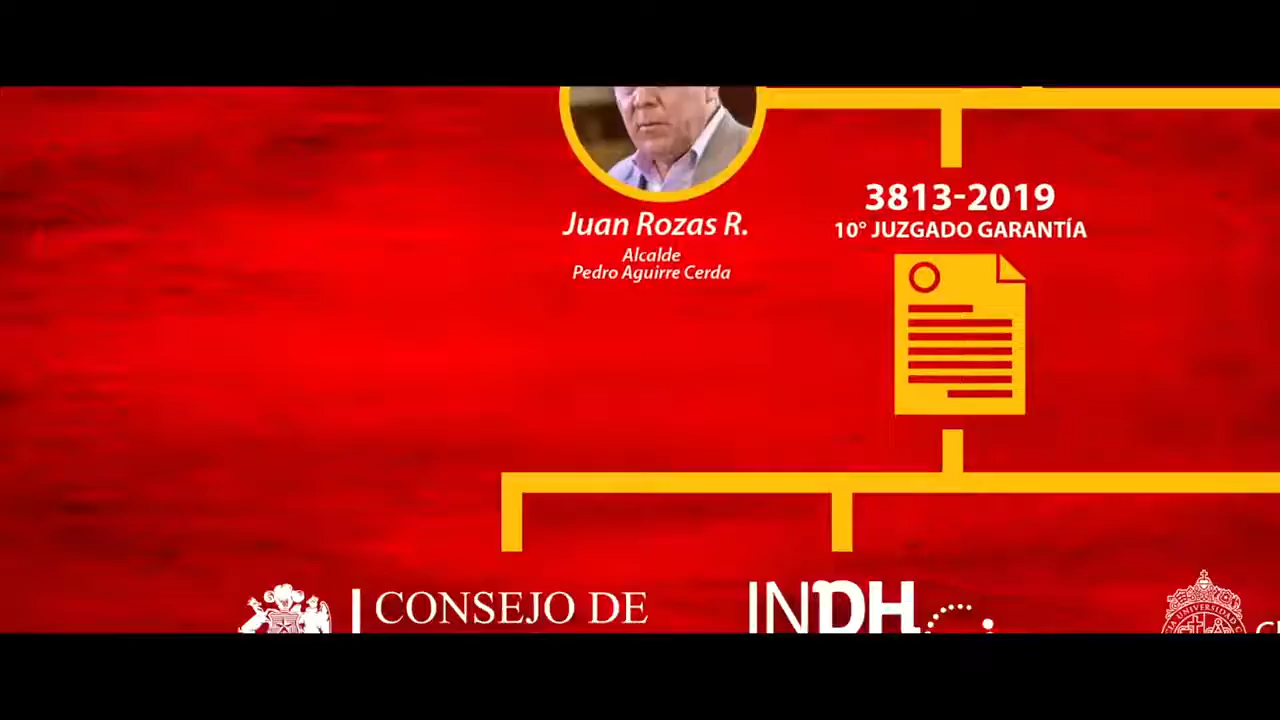 Juan Rozas R.
Alcalde
Pedro Aguirre Cerda
3813-2019
10° JUZGADO GARANTÍA
CONSEJO DE
INDH